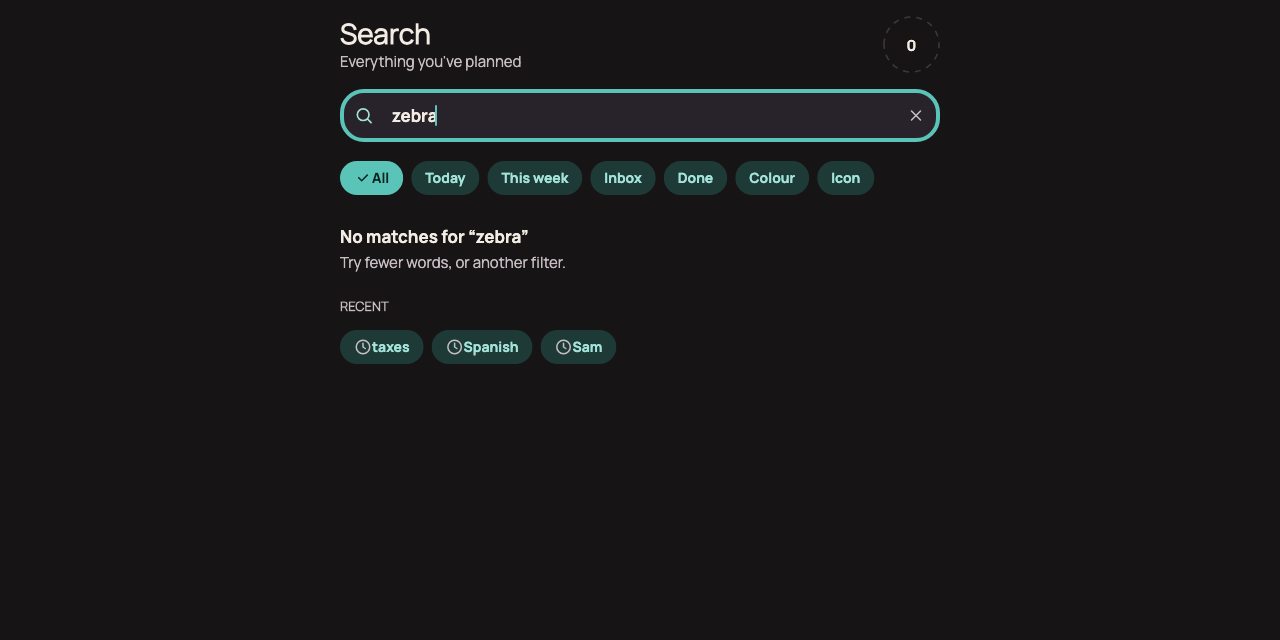 Search
Everything you've planned
0
zebra
All
Today
This week
Inbox
Done
Colour
Icon
No matches for “zebra”
Try fewer words, or another filter.
RECENT
taxes
Spanish
Sam